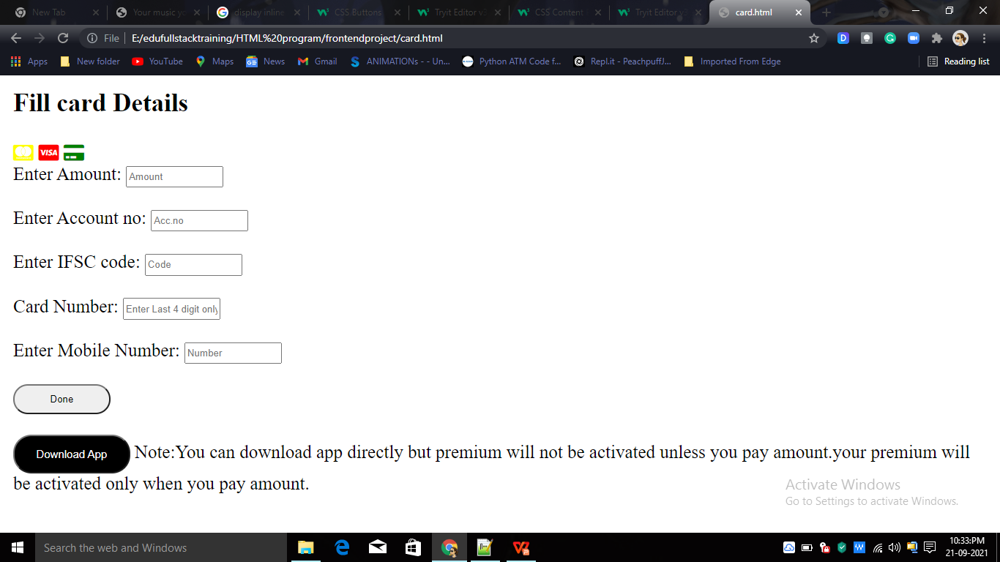 New Tab
Your music yo
display inline
CSS Buttons
Tryit Editor v3
CSS Content
Tryit Editor v3
card.html
File
E:/edufullstacktraining/HTML%20program/frontendproject/card.html
Apps
New folder
YouTube
Maps
News
Gmail
ANIMATIONs - - Un...
Python ATM Code f...
Repl.it - PeachpuffJ...
Imported From Edge
Reading list
Fill card Details
VISA
Enter Amount: Amount
Enter Account no: Acc.no
Enter IFSC code: Code
Card Number: Enter Last 4 digit only
Enter Mobile Number: Number
Done
Download App Note:You can download app directly but premium will not be activated unless you pay amount.your premium will
be activated only when you pay amount.
Activate Windows
Go to Settings to activate Windows.
Search the web and Windows
10:33:PM
21-09-2021